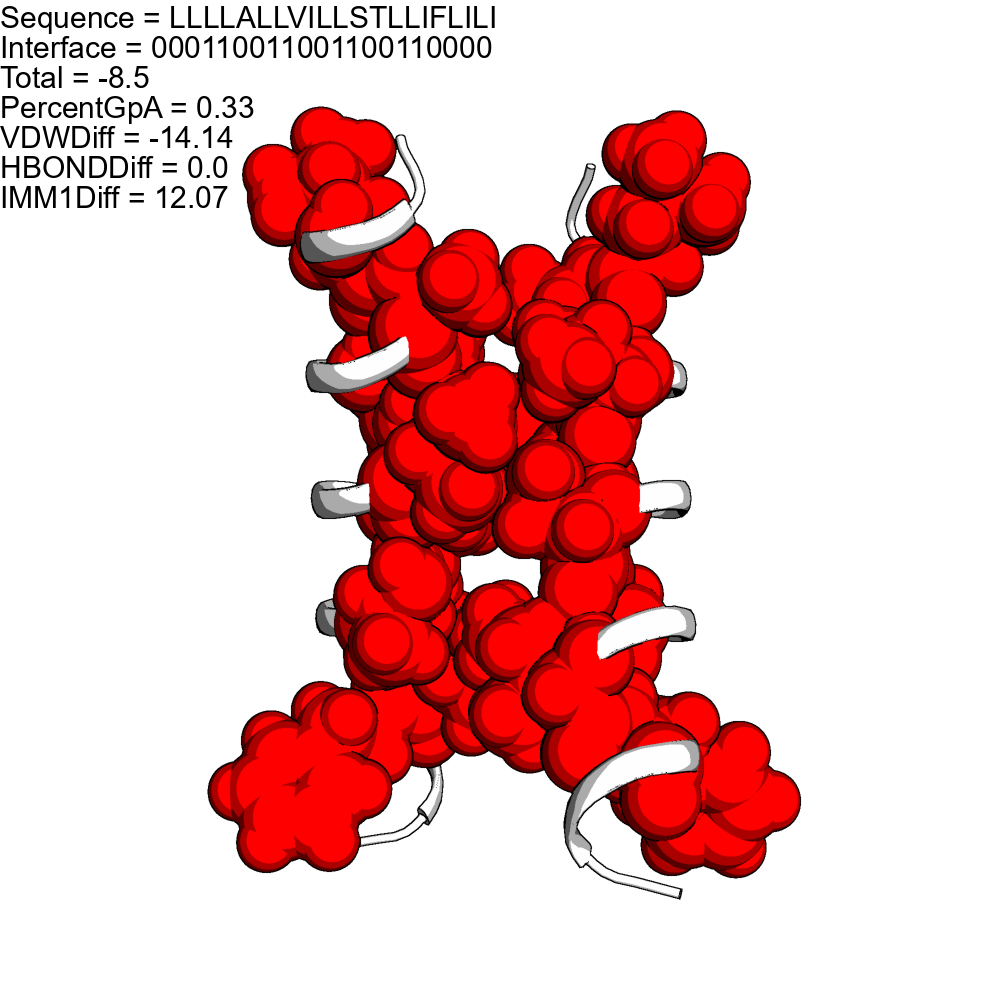 Sequence = LLLLALLVILLSTLLIFLILI
Interface = 000110011001100110000
Total = -8.5
PercentGpA = 0.33
VDWDiff = -14.14
HBONDDiff = 0.0
IMM1Diff = 12.07